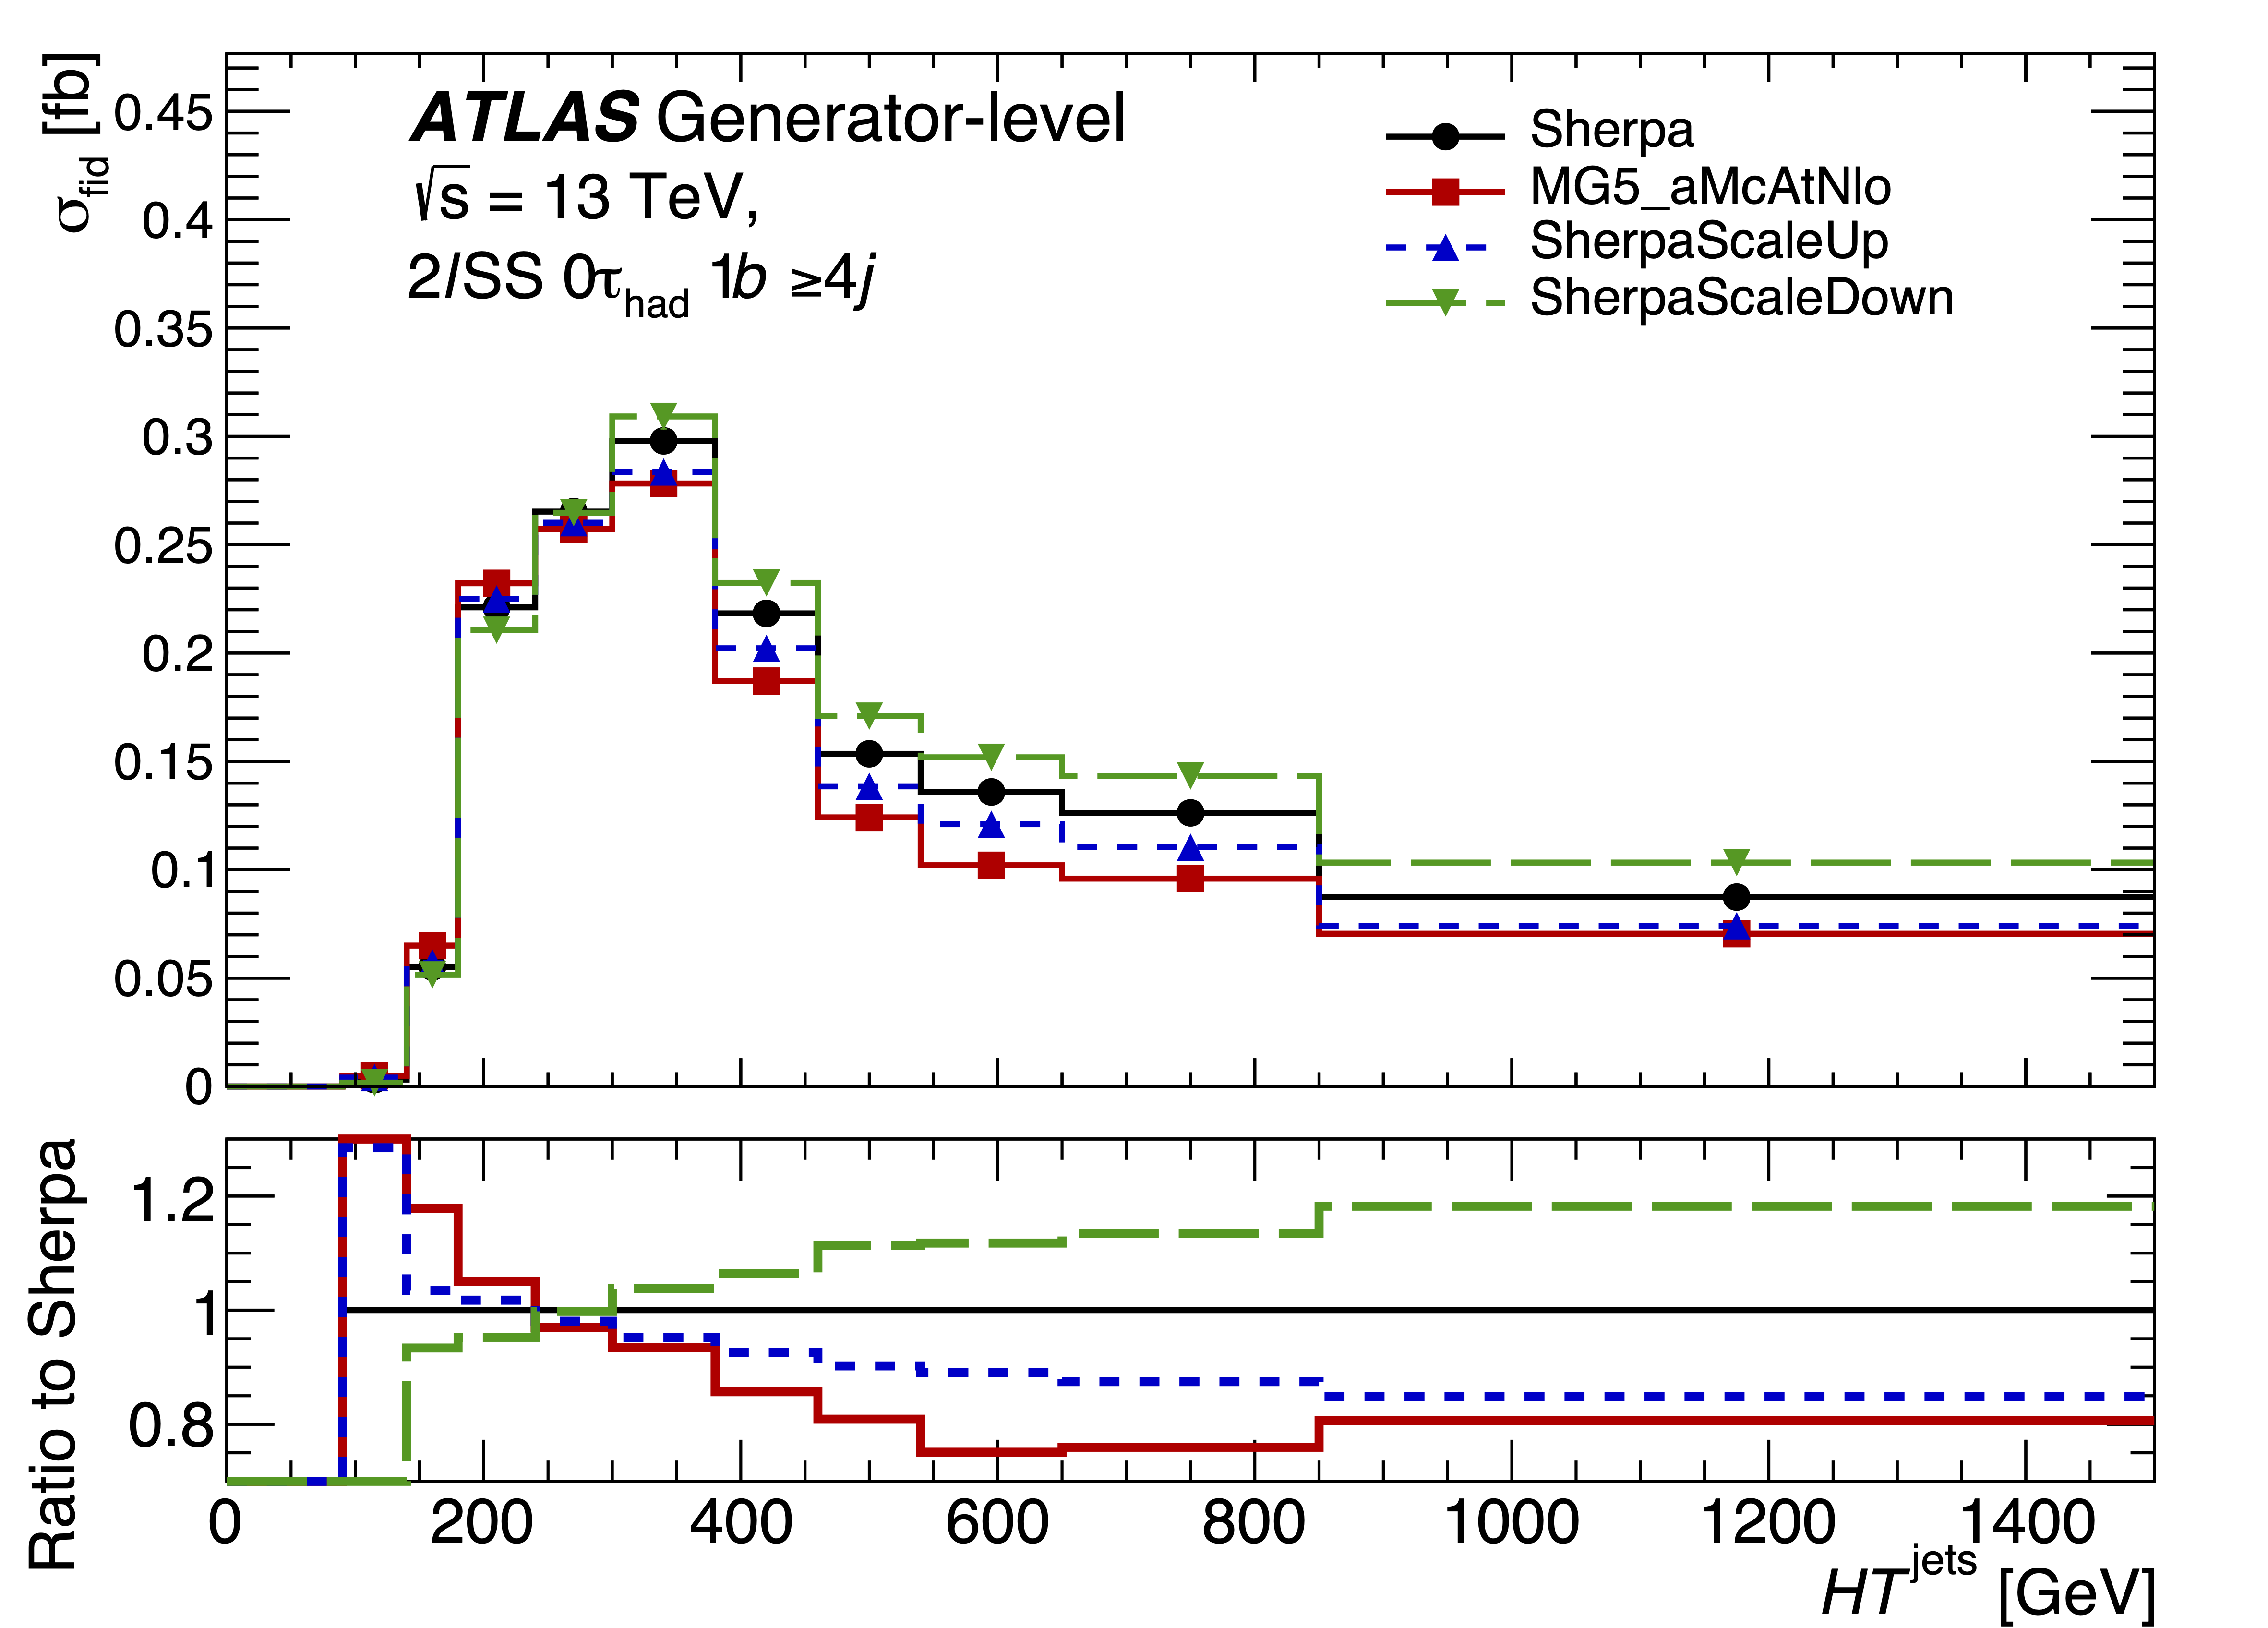 σfid [fb]
0.45
0.4
0.35
0.3
0.25
0.2
0.15
0.1
0.05
0
ATLAS Generator-level
√s = 13 TeV,
2lSS 0τhad 1b ≥4j
Sherpa
MG5_aMcAtNlo
SherpaScaleUp
SherpaScaleDown
Ratio to Sherpa
1.2
1
0.8
0 200 400 600 800 1000 1200 1400
HT jets [GeV]